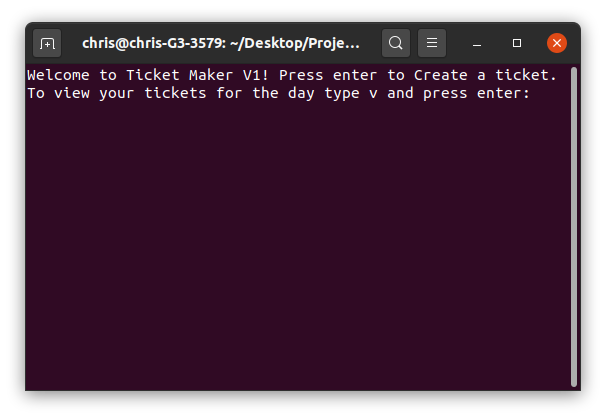 chris@chris-G3-3579: ~/Desktop/Proje...
Welcome to Ticket Maker V1! Press enter to Create a ticket.
To view your tickets for the day type v and press enter: